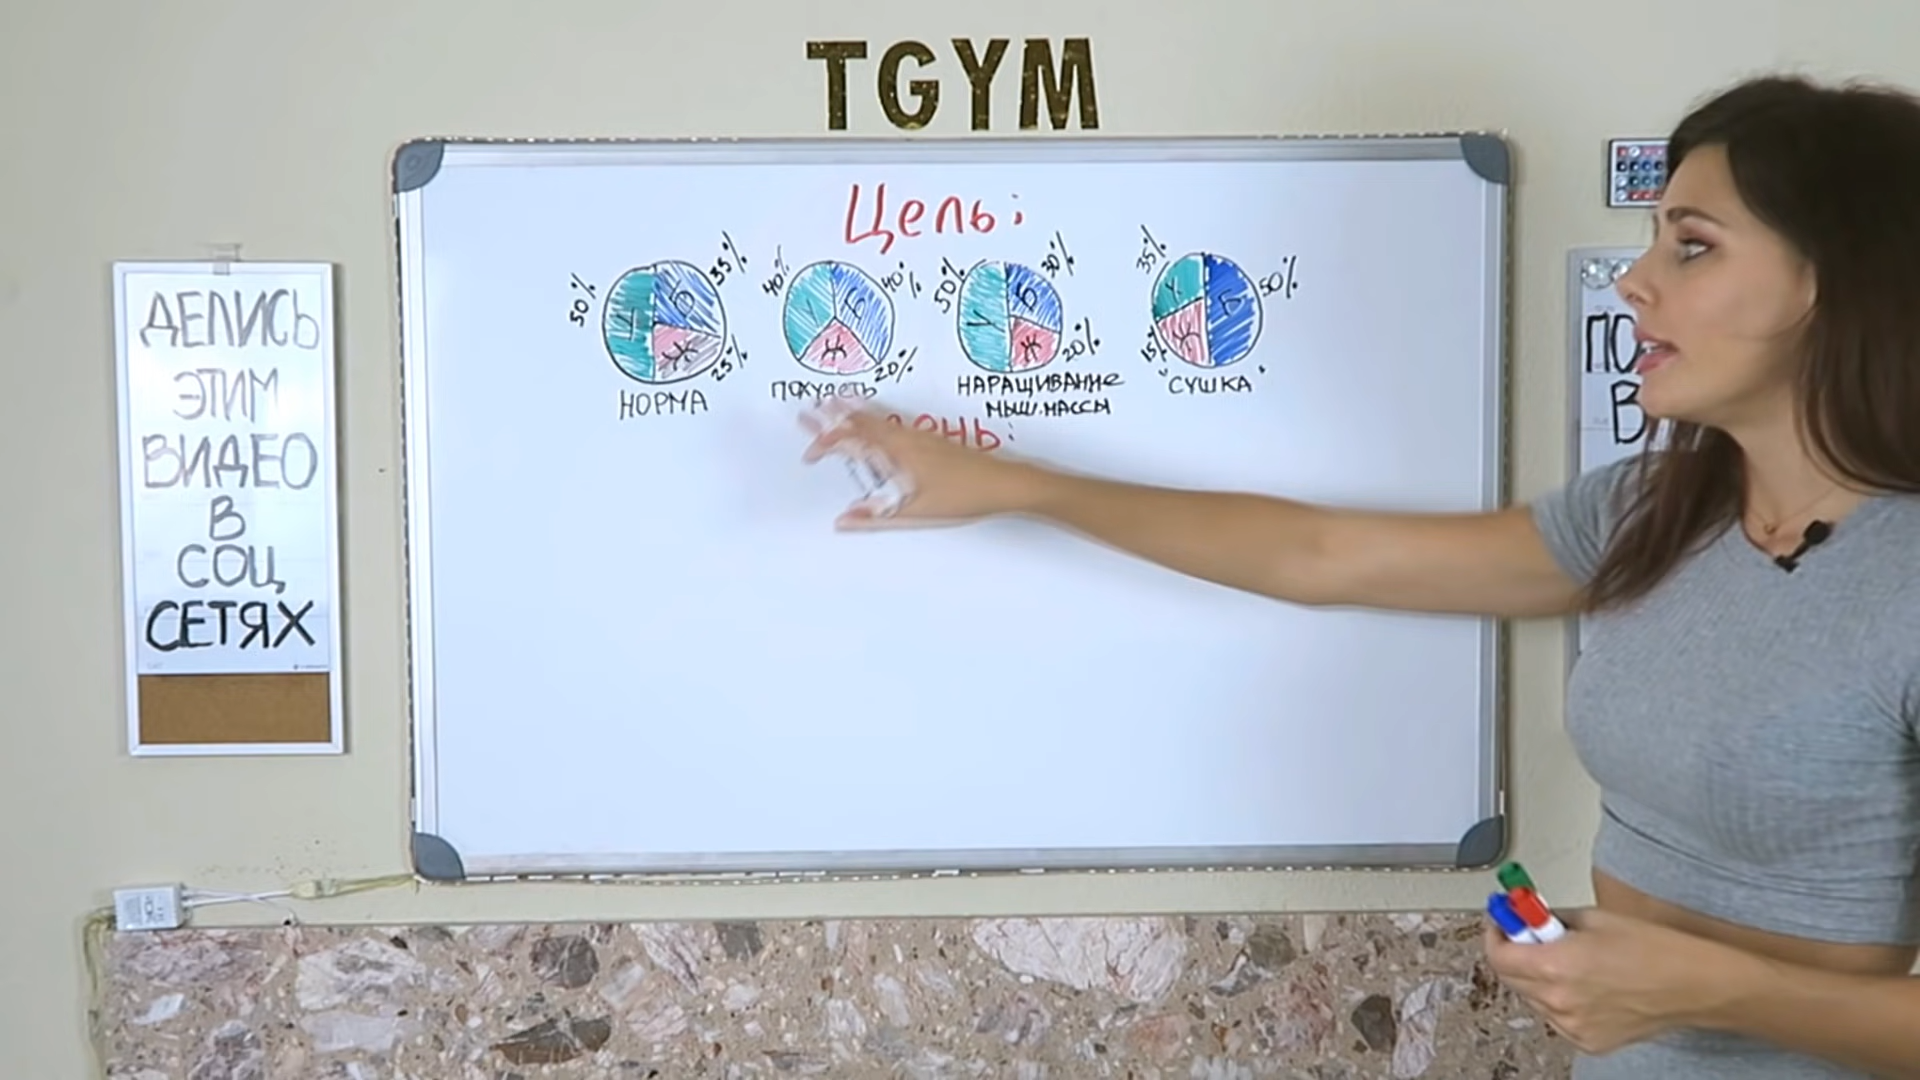 TGYM
Цель:
50% У Б 35% Ж 25%
НОРМА
40% У Б 40% Ж 20%
ПОХУДЕТЬ
50% У Б 30% Ж 20%
НАРАЩИВАНИЕ
МЫШ. МАССЫ
35% У Б 50% Ж 15%
"СУШКА"
ДЕЛИСЬ
ЭТИМ
ВИДЕО
В
СОЦ
СЕТЯХ